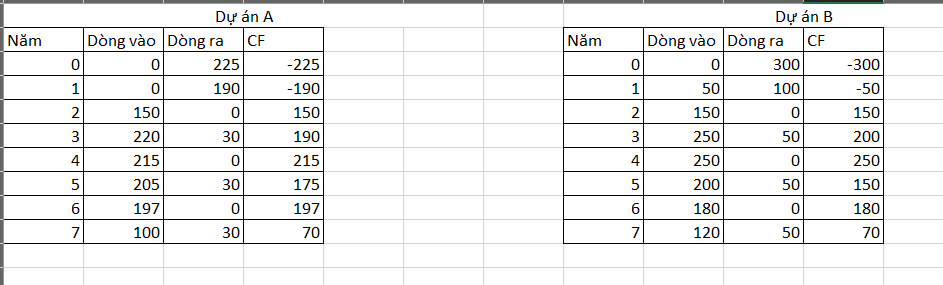 Dự án A Dự án B
Năm Dòng vào Dòng ra CF Năm Dòng vào Dòng ra CF
0 0 225 -225 0 0 300 -300
1 0 190 -190 1 50 100 -50
2 150 0 150 2 150 0 150
3 220 30 190 3 250 50 200
4 215 0 215 4 250 0 250
5 205 30 175 5 200 50 150
6 197 0 197 6 180 0 180
7 100 30 70 7 120 50 70